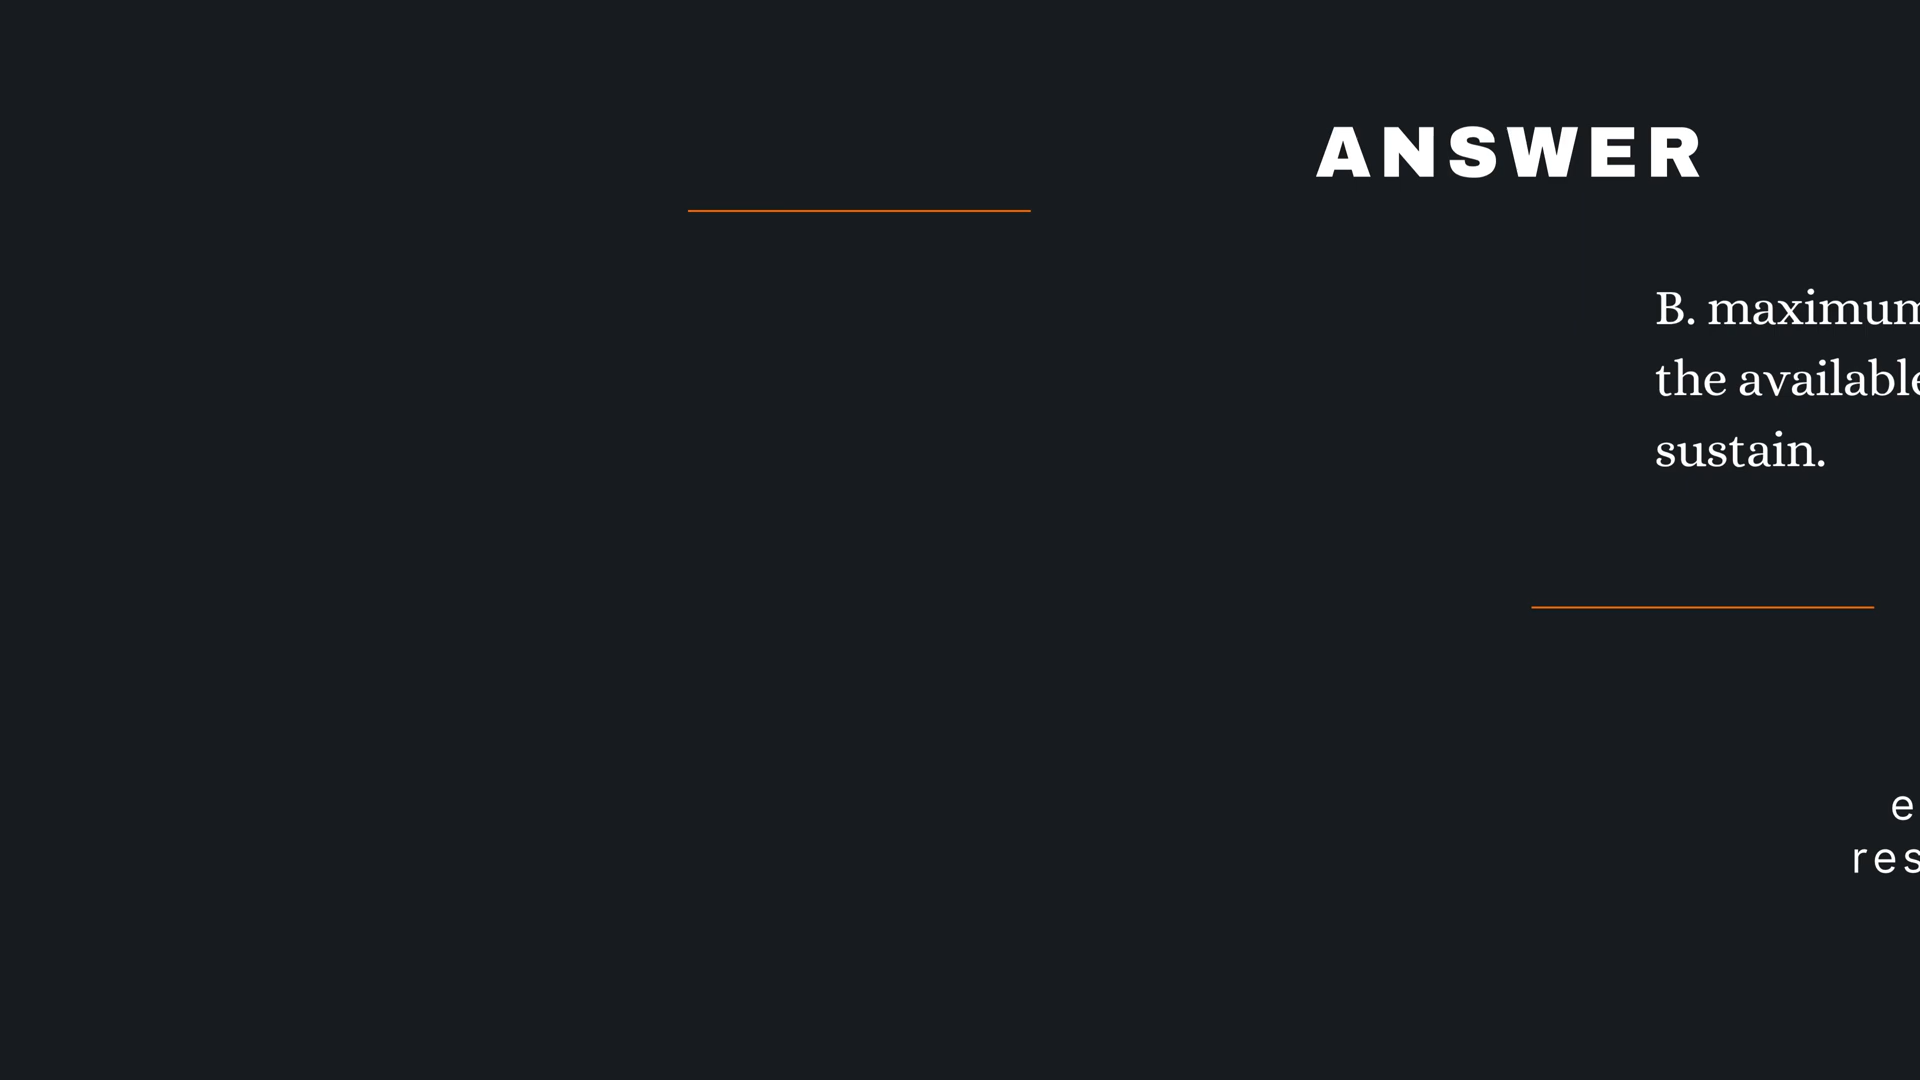 ANSWER
B. maximum
the available
sustain.
e
res